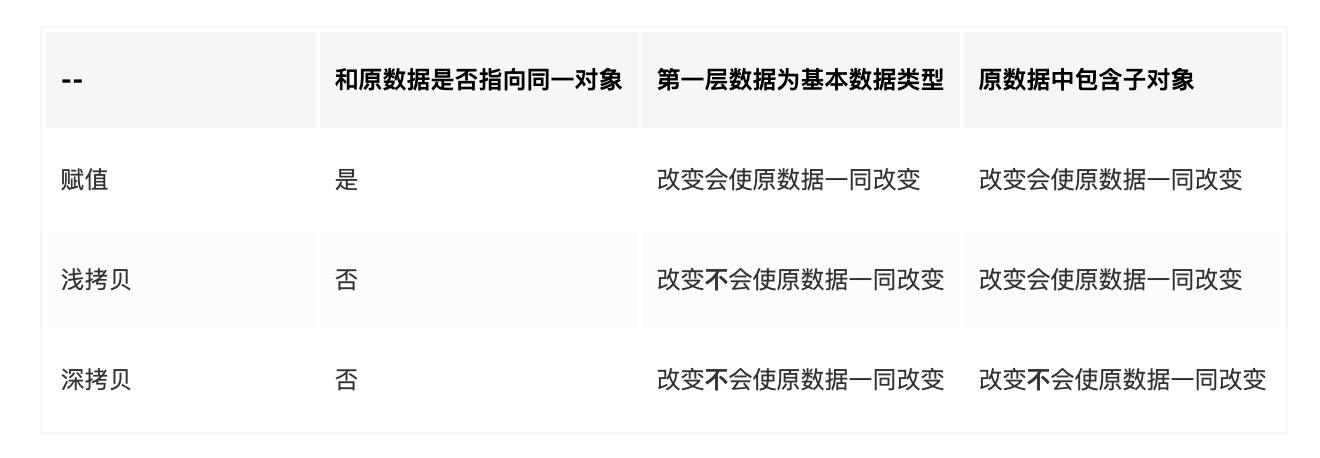 -- 和原数据是否指向同一对象 第一层数据为基本数据类型 原数据中包含子对象
赋值 是 改变会使原数据一同改变 改变会使原数据一同改变
浅拷贝 否 改变不会使原数据一同改变 改变会使原数据一同改变
深拷贝 否 改变不会使原数据一同改变 改变不会使原数据一同改变